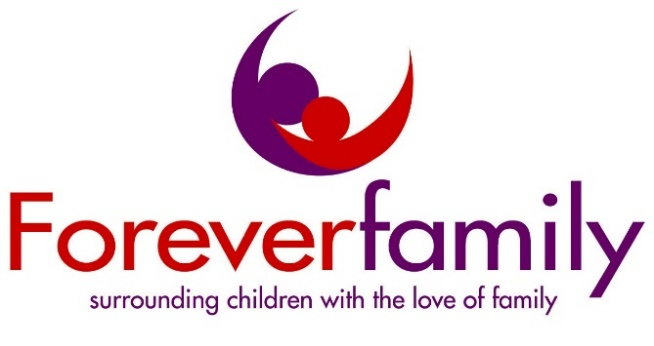 Foreverfamily
surrounding children with the love of family